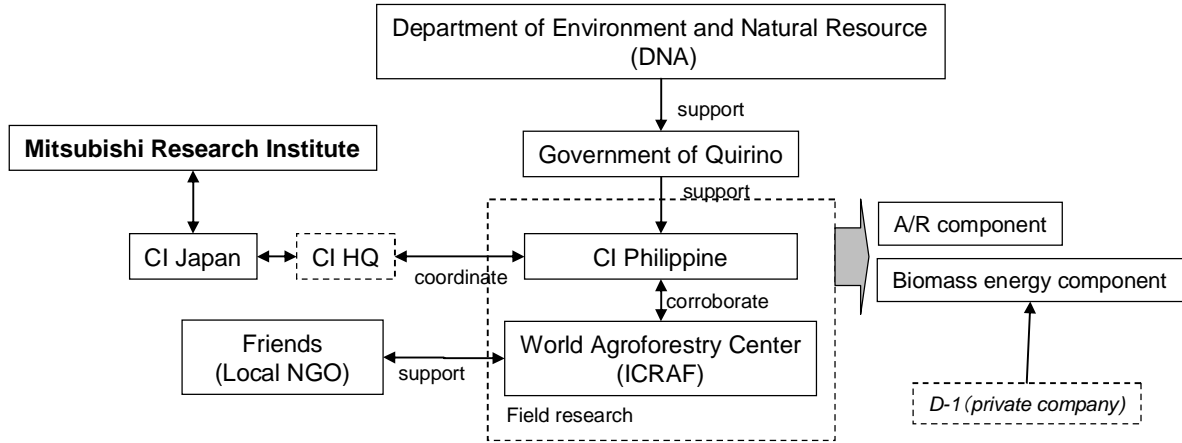 Department of Environment and Natural Resource
(DNA)
support
Mitsubishi Research Institute
Government of Quirino
support
A/R component
CI Japan
CI HQ
coordinate
CI Philippine
Biomass energy component
corroborate
Friends
(Local NGO)
support
World Agroforestry Center
(ICRAF)
D-1(private company)
Field research